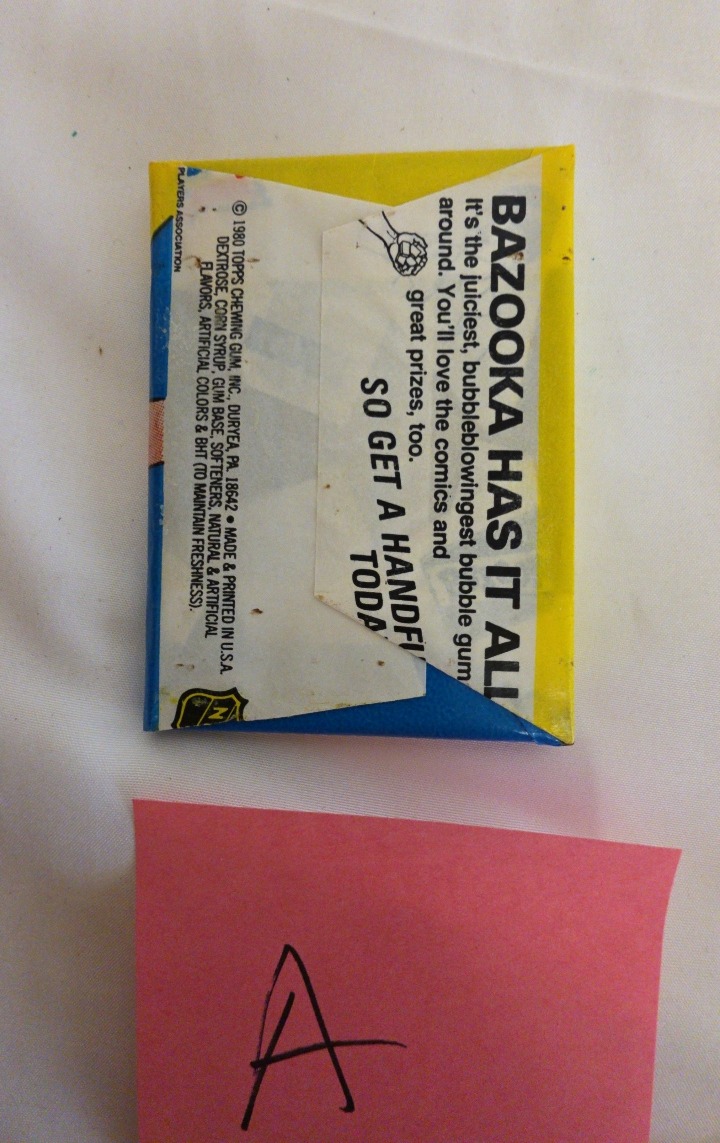 BAZOOKA HAS IT ALL
It's the juiciest, bubbleblowingest bubble gum
around. You'll love the comics and
great prizes, too.
SO GET A HANDFU
TODA
© 1980 TOPPS CHEWING GUM, INC., DURYEA, PA. 18642 • MADE & PRINTED IN U.S.A.
DEXTROSE, CORN SYRUP, GUM BASE, SOFTENERS, NATURAL & ARTIFICIAL
FLAVORS, ARTIFICIAL COLORS & BHT (TO MAINTAIN FRESHNESS).
PLAYERS ASSOCIATION
N
A